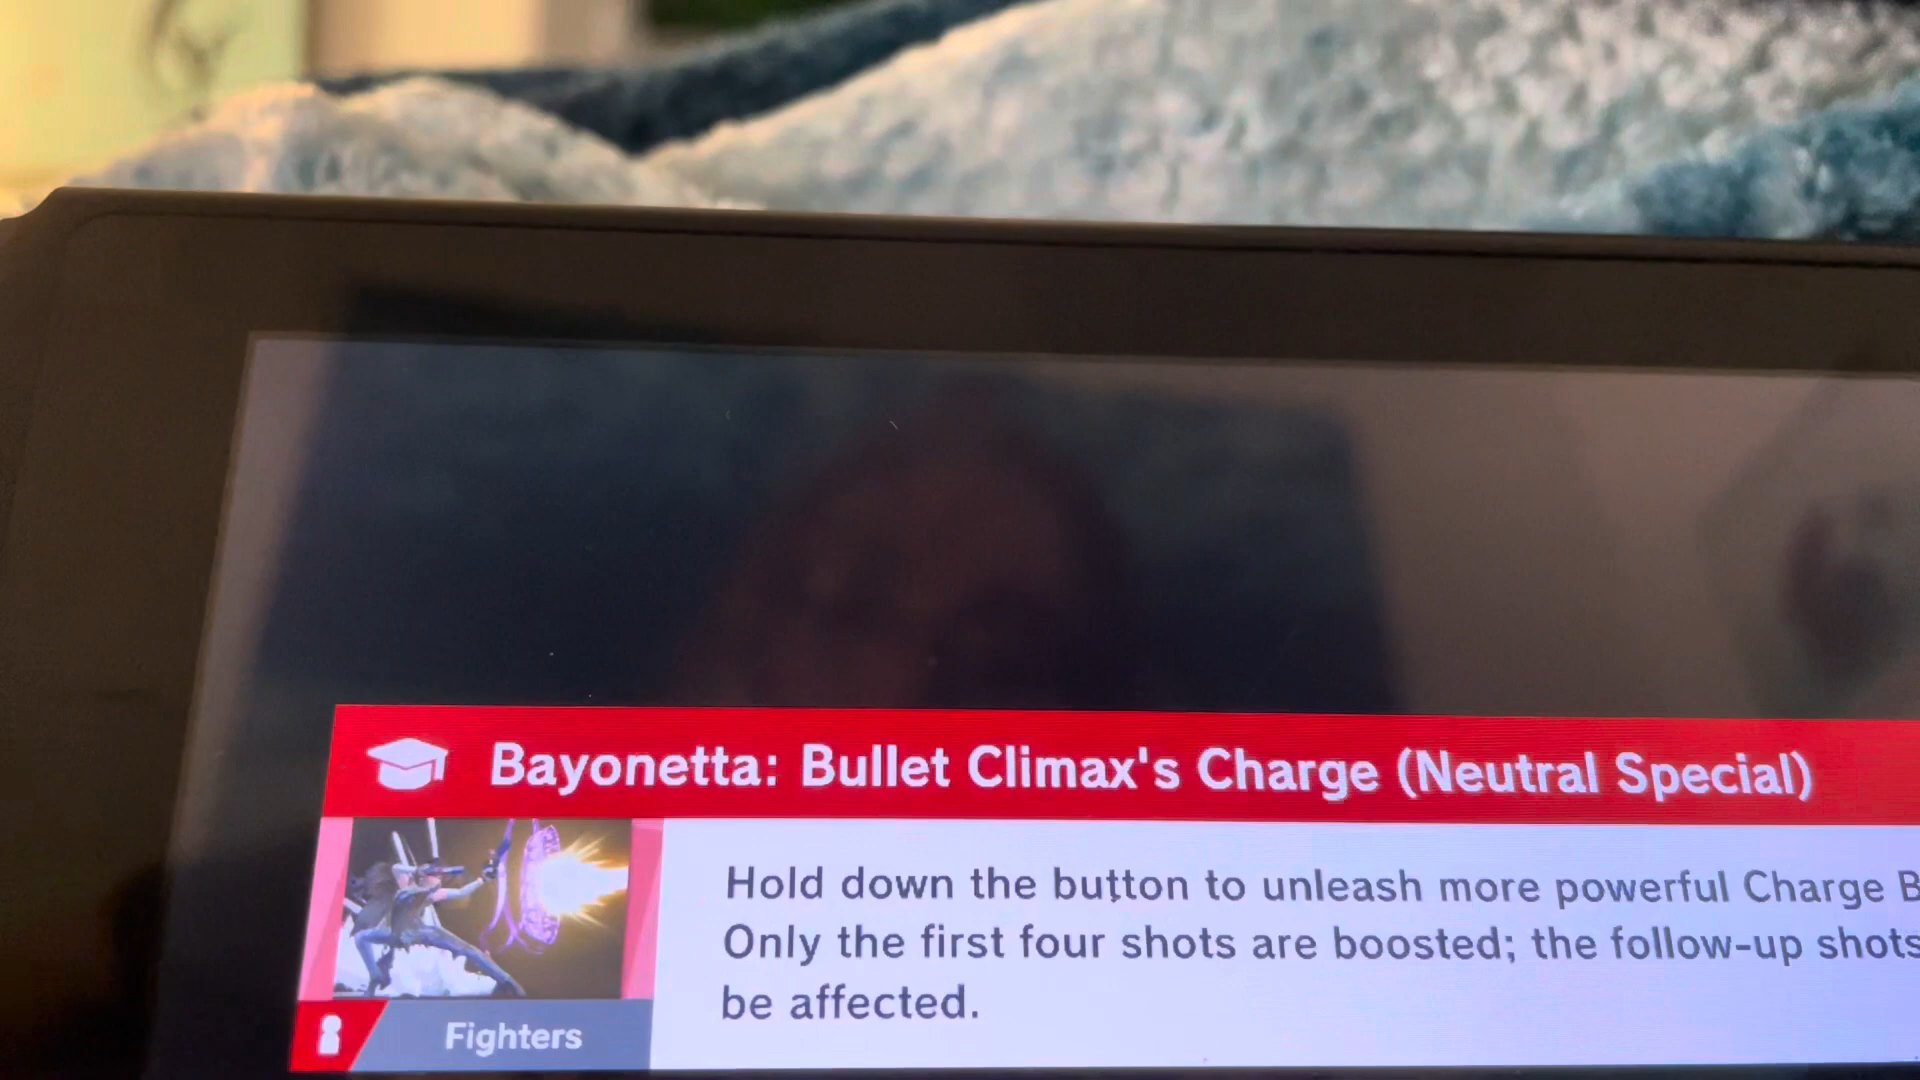 Bayonetta: Bullet Climax's Charge (Neutral Special)
Hold down the button to unleash more powerful Charge
Only the first four shots are boosted; the follow-up shots
be affected.
Fighters